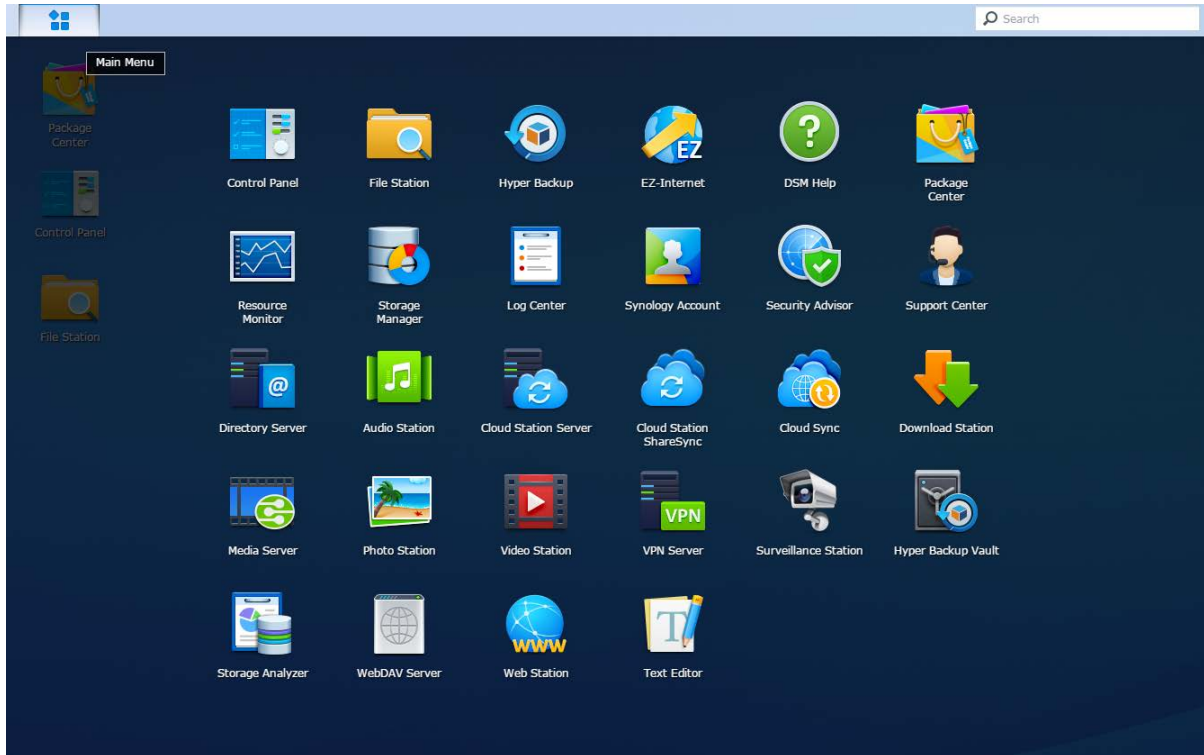 Search
Main Menu
Package
Center
Control Panel
File Station
Control Panel
File Station
Hyper Backup
EZ
EZ-Internet
?
DSM Help
Package
Center
Resource
Monitor
Storage
Manager
Log Center
Synology Account
Security Advisor
Support Center
@
Directory Server
Audio Station
Cloud Station Server
Cloud Station
ShareSync
Cloud Sync
Download Station
Media Server
Photo Station
Video Station
VPN
VPN Server
Surveillance Station
Hyper Backup Vault
Storage Analyzer
WebDAV Server
WWW
Web Station
T
Text Editor